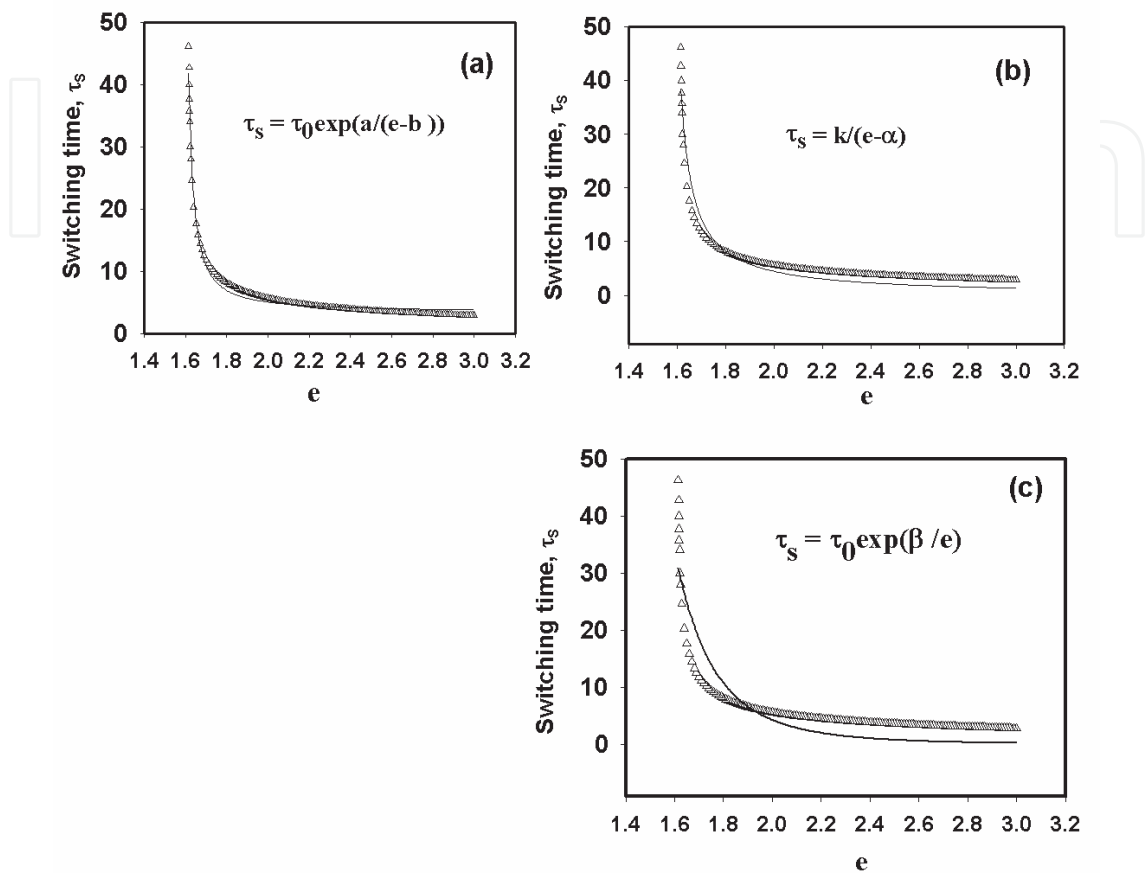 50
40
30
20
10
0
Switching time, τs
(a)
τs = τ0exp(a/(e-b ))
1.4 1.6 1.8 2.0 2.2 2.4 2.6 2.8 3.0 3.2
e
50
40
30
20
10
0
Switching time, τs
(b)
τs = k/(e-α)
1.4 1.6 1.8 2.0 2.2 2.4 2.6 2.8 3.0 3.2
e
50
40
30
20
10
0
Switching time, τs
(c)
τs = τ0exp(β /e)
1.4 1.6 1.8 2.0 2.2 2.4 2.6 2.8 3.0 3.2
e